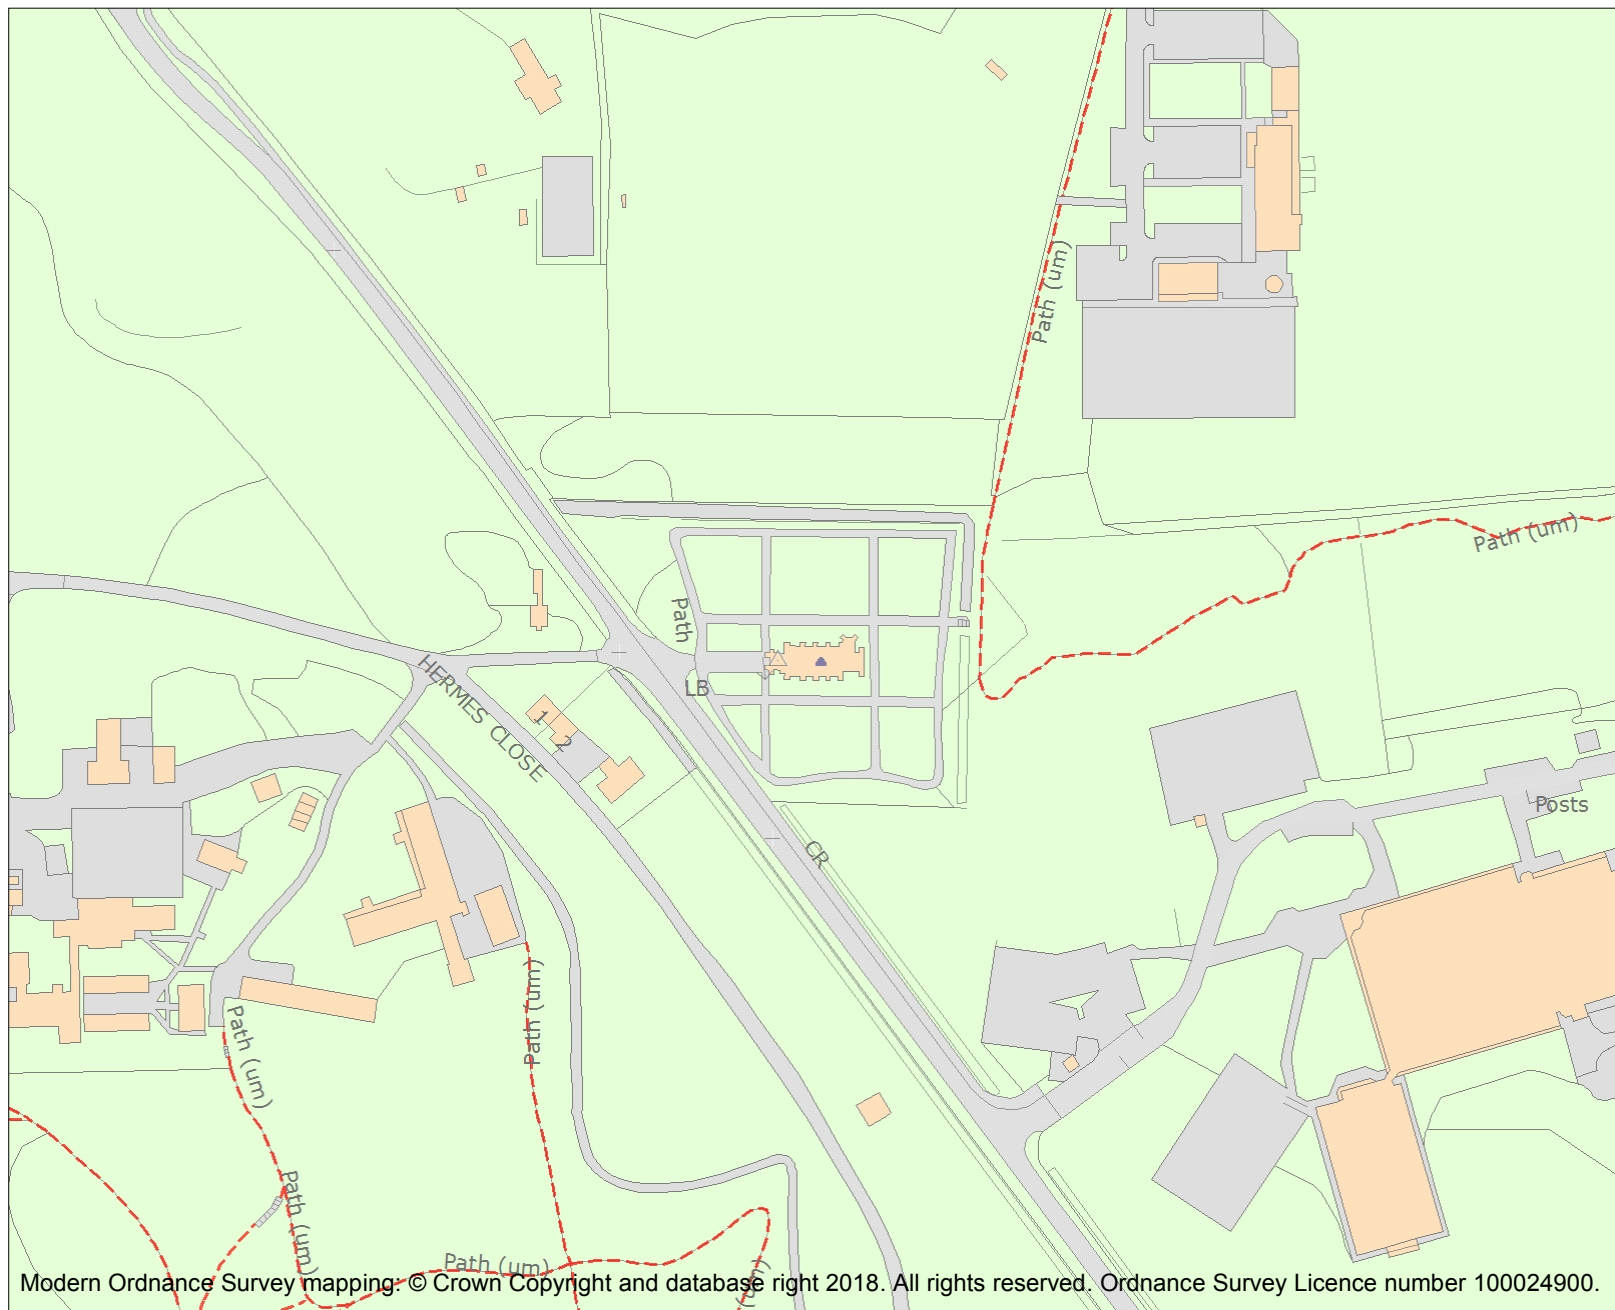 Path (um)
Path (um)
Path
LB
HERMES CLOSE
1
2
Posts
CR
Path (um)
Path (um)
Path (um)
Path (um)
(um)
Modern Ordnance Survey mapping: © Crown Copyright and database right 2018. All rights reserved. Ordnance Survey Licence number 100024900.